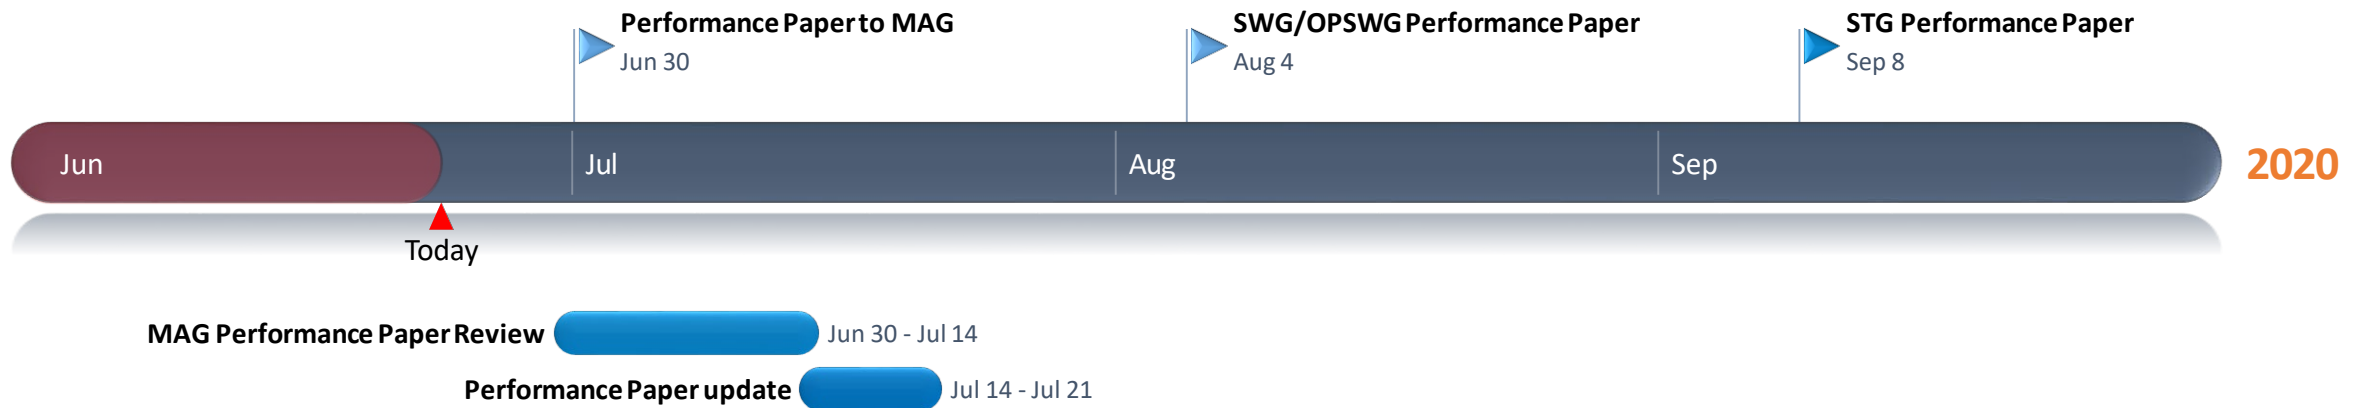 Performance Paper to MAG
Jun 30
SWG/OPSWG Performance Paper
Aug 4
STG Performance Paper
Sep 8
Jun
Jul
Aug
Sep
2020
Today
MAG Performance Paper Review
Jun 30 - Jul 14
Performance Paper update
Jul 14 - Jul 21